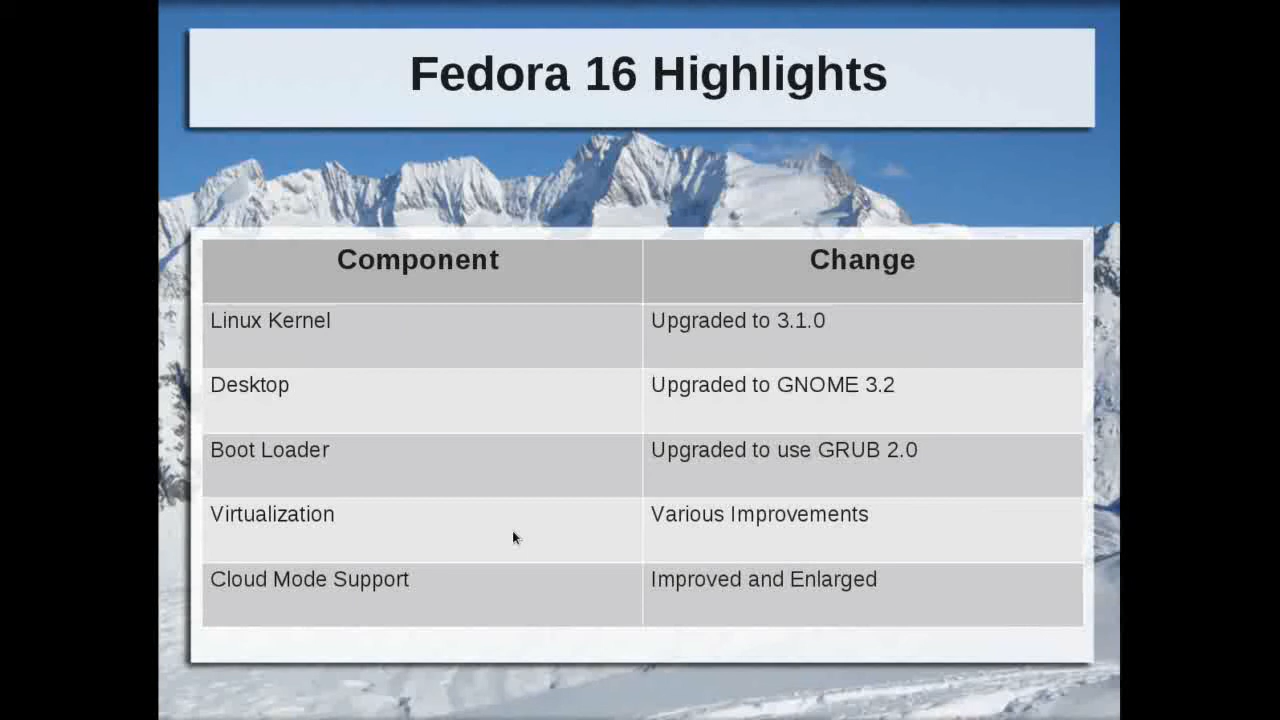 Fedora 16 Highlights
Component Change
Linux Kernel Upgraded to 3.1.0
Desktop Upgraded to GNOME 3.2
Boot Loader Upgraded to use GRUB 2.0
Virtualization Various Improvements
Cloud Mode Support Improved and Enlarged